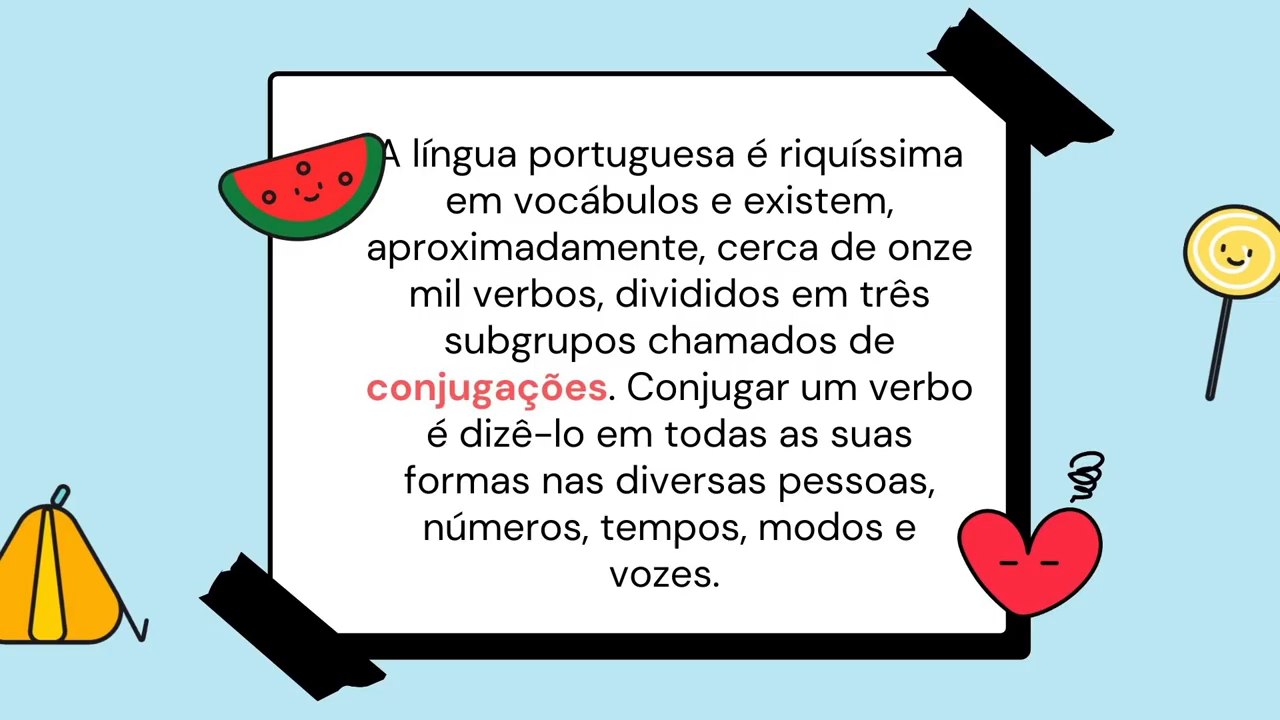 A língua portuguesa é riquíssima
em vocábulos e existem,
aproximadamente, cerca de onze
mil verbos, divididos em três
subgrupos chamados de
conjugações. Conjugar um verbo
é dizê-lo em todas as suas
formas nas diversas pessoas,
números, tempos, modos e
vozes.